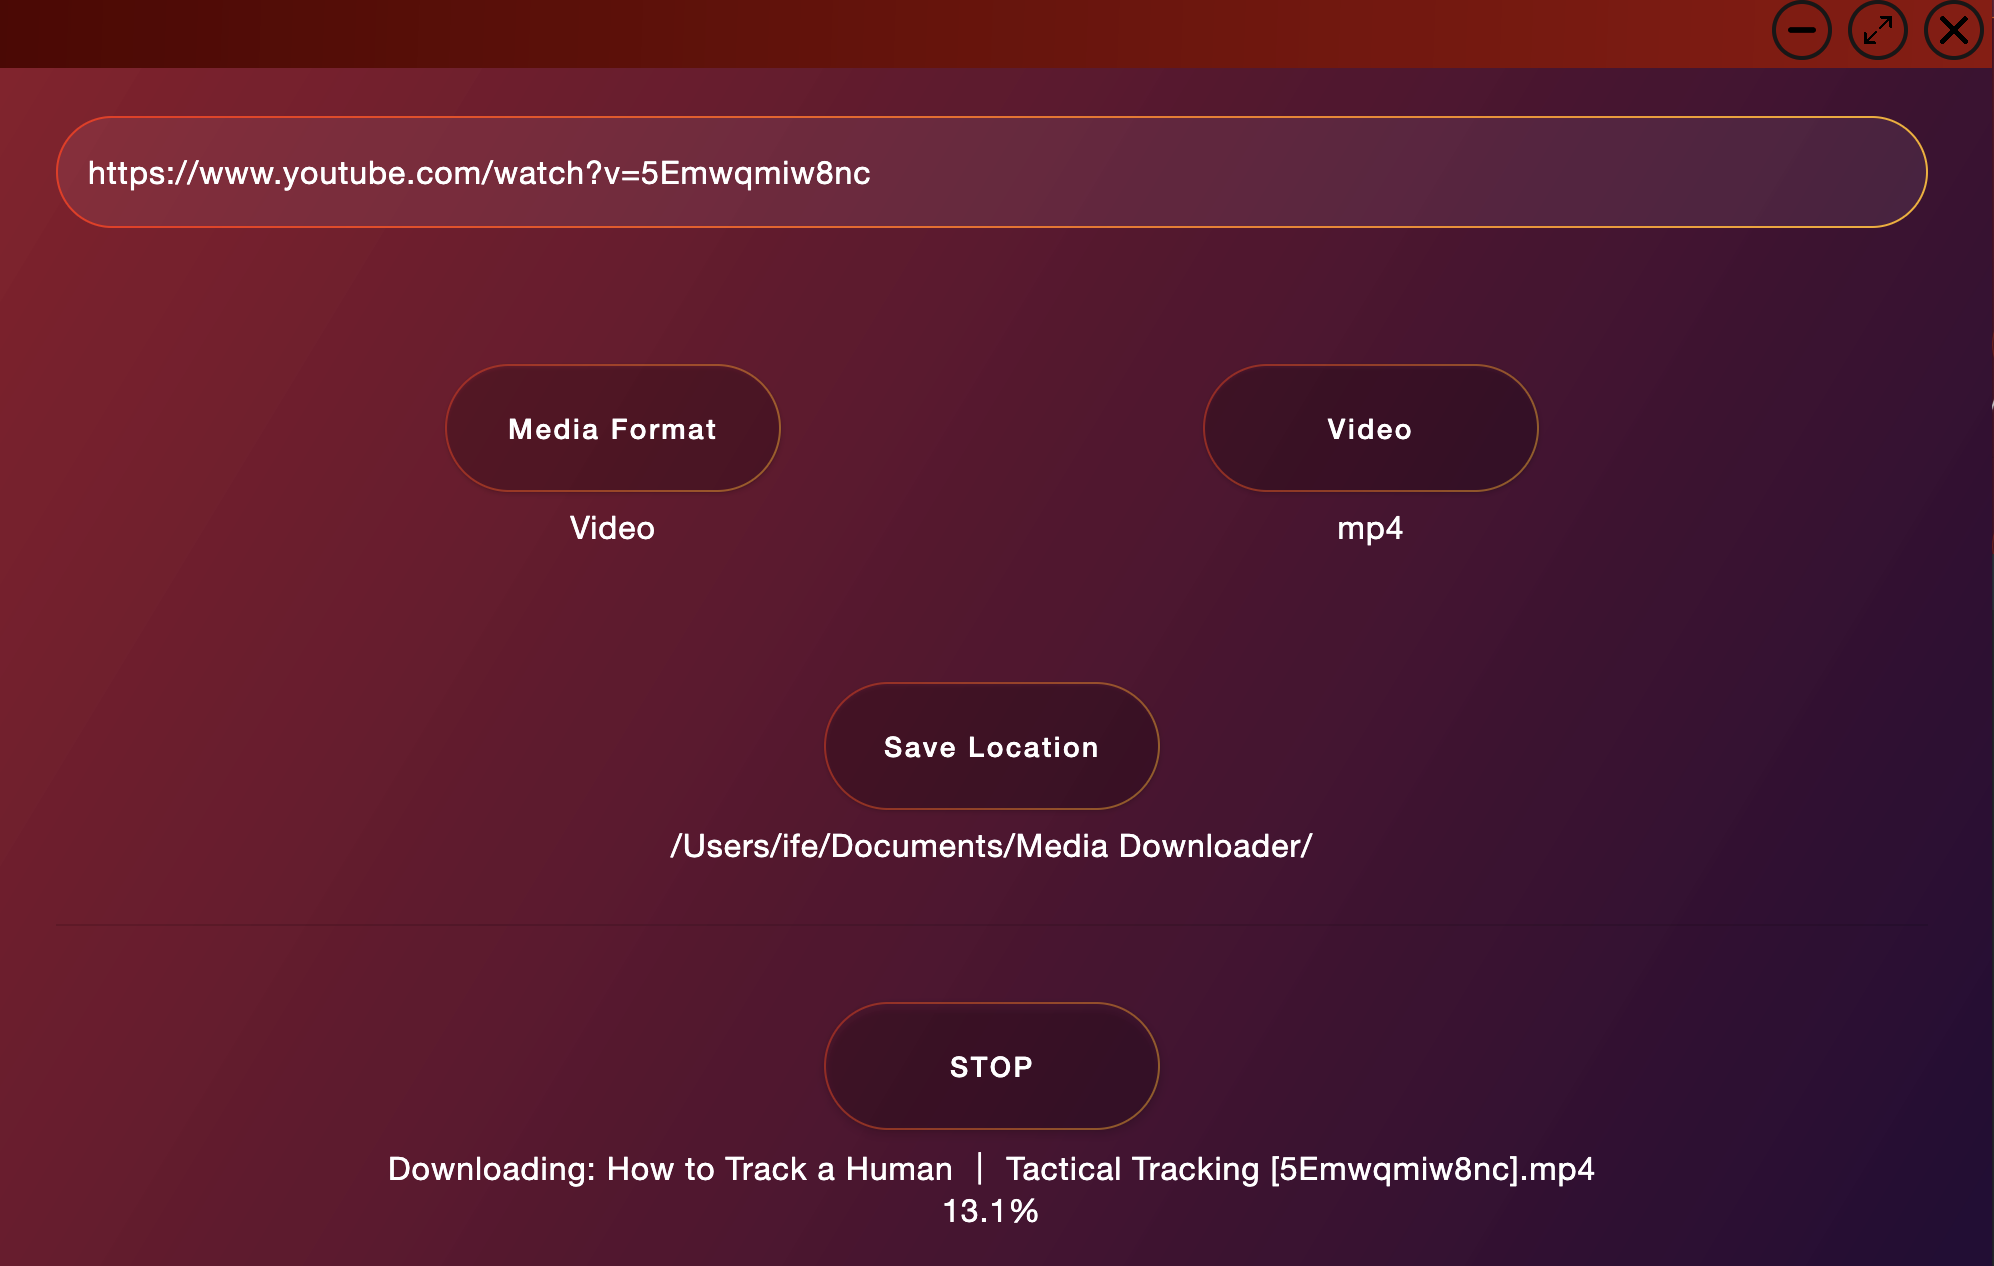 https://www.youtube.com/watch?v=5Emwqmiw8nc
Media Format
Video
Video
mp4
Save Location
/Users/ife/Documents/Media Downloader/
STOP
Downloading: How to Track a Human | Tactical Tracking [5Emwqmiw8nc].mp4
13.1%